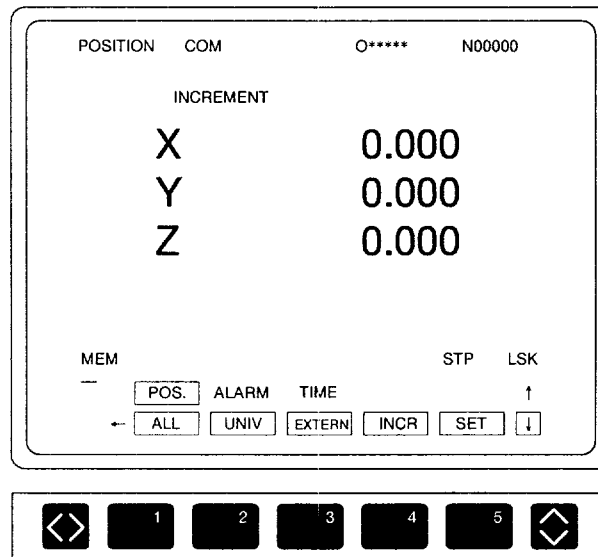 POSITION COM O***** N00000
INCREMENT
X 0.000
Y 0.000
Z 0.000
MEM STP LSK
POS. ALARM TIME ↑
← ALL UNIV EXTERN INCR SET ↓
1 2 3 4 5